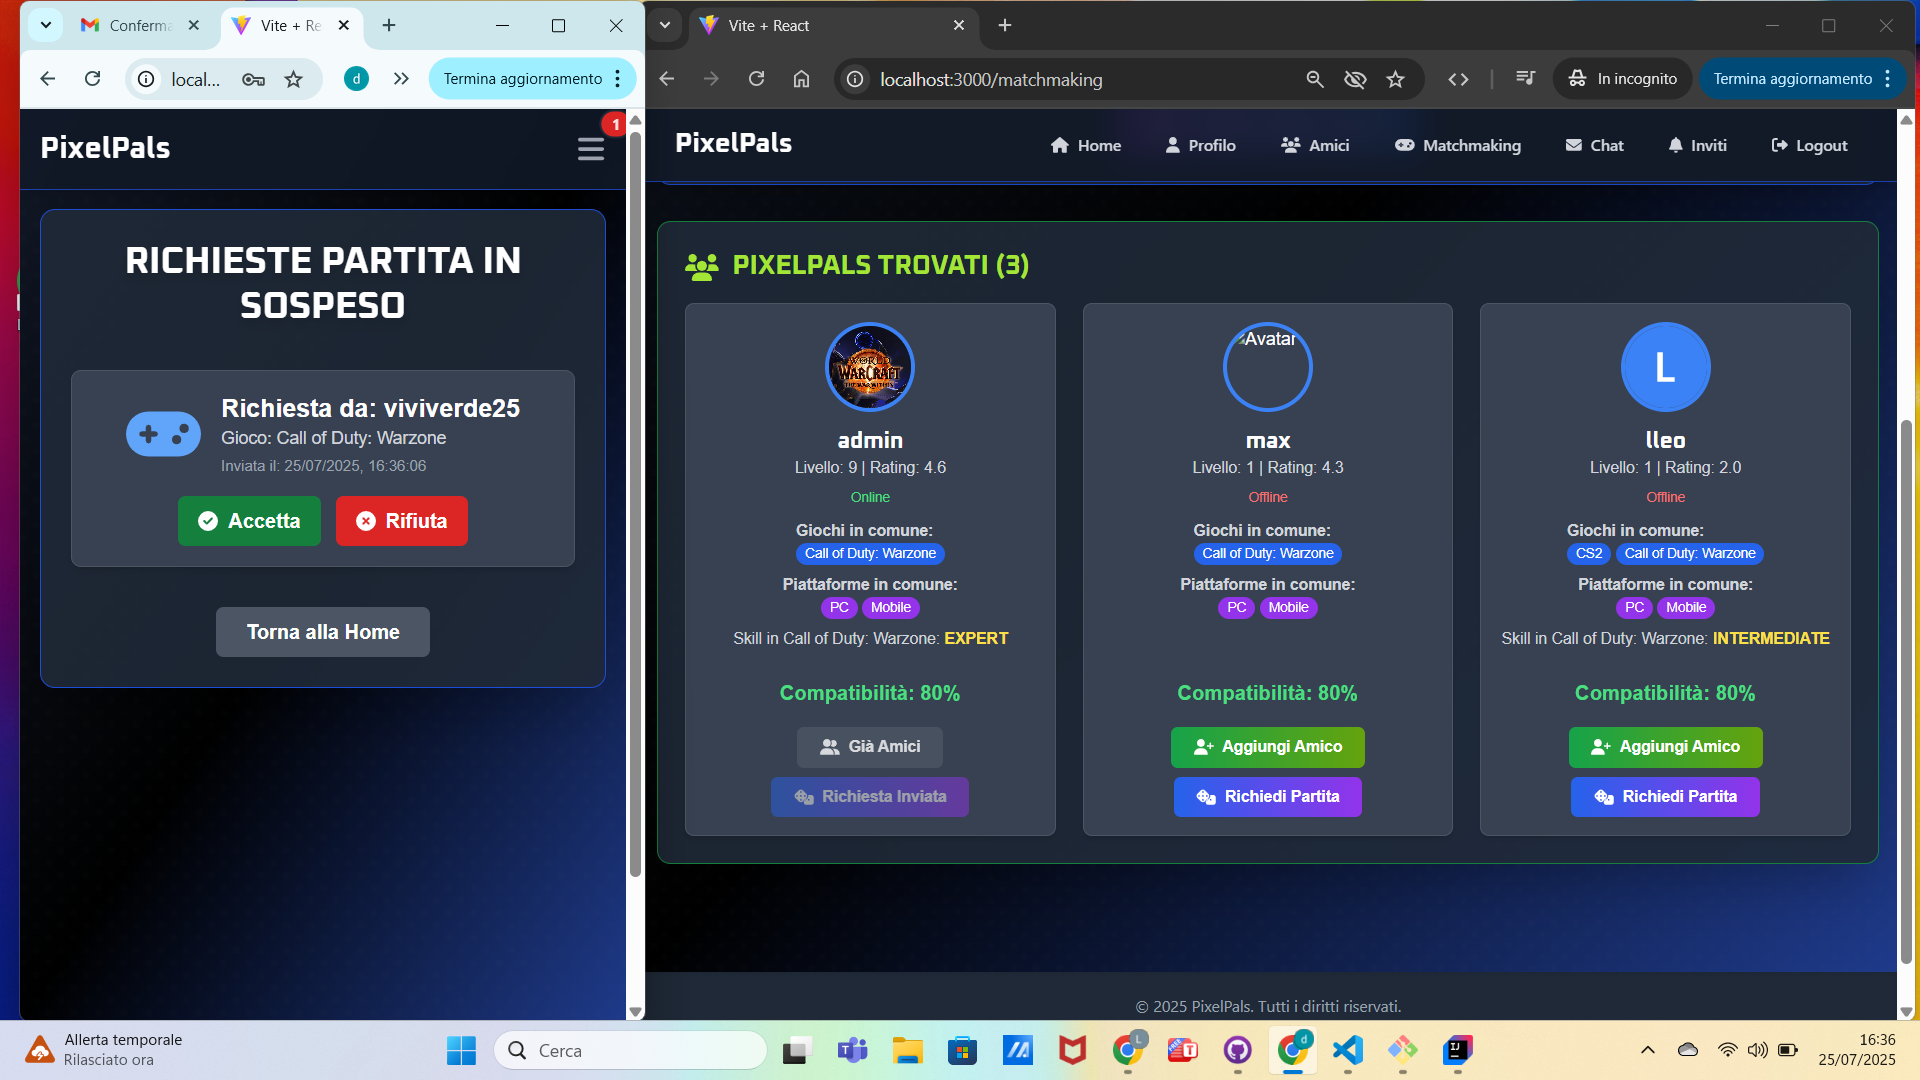 Conferma
Vite + Re
local...
d
Termina aggiornamento
PixelPals
1
RICHIESTE PARTITA IN
SOSPESO
Richiesta da: viviverde25
Gioco: Call of Duty: Warzone
Inviata il: 25/07/2025, 16:36:06
Accetta
Rifiuta
Torna alla Home
Vite + React
localhost:3000/matchmaking
In incognito
Termina aggiornamento
PixelPals
Home
Profilo
Amici
Matchmaking
Chat
Inviti
Logout
PIXELPALS TROVATI (3)
WORLD
WARCRAFT
THE WAR WITHIN
admin
Livello: 9 | Rating: 4.6
Online
Giochi in comune:
Call of Duty: Warzone
Piattaforme in comune:
PC Mobile
Skill in Call of Duty: Warzone: EXPERT
Compatibilità: 80%
Già Amici
Richiesta Inviata
Avatar
max
Livello: 1 | Rating: 4.3
Offline
Giochi in comune:
Call of Duty: Warzone
Piattaforme in comune:
PC Mobile
Compatibilità: 80%
Aggiungi Amico
Richiedi Partita
L
lleo
Livello: 1 | Rating: 2.0
Offline
Giochi in comune:
CS2 Call of Duty: Warzone
Piattaforme in comune:
PC Mobile
Skill in Call of Duty: Warzone: INTERMEDIATE
Compatibilità: 80%
Aggiungi Amico
Richiedi Partita
© 2025 PixelPals. Tutti i diritti riservati.
Allerta temporale
Rilasciato ora
Cerca
L
FREE
T
d
IJ
16:36
25/07/2025